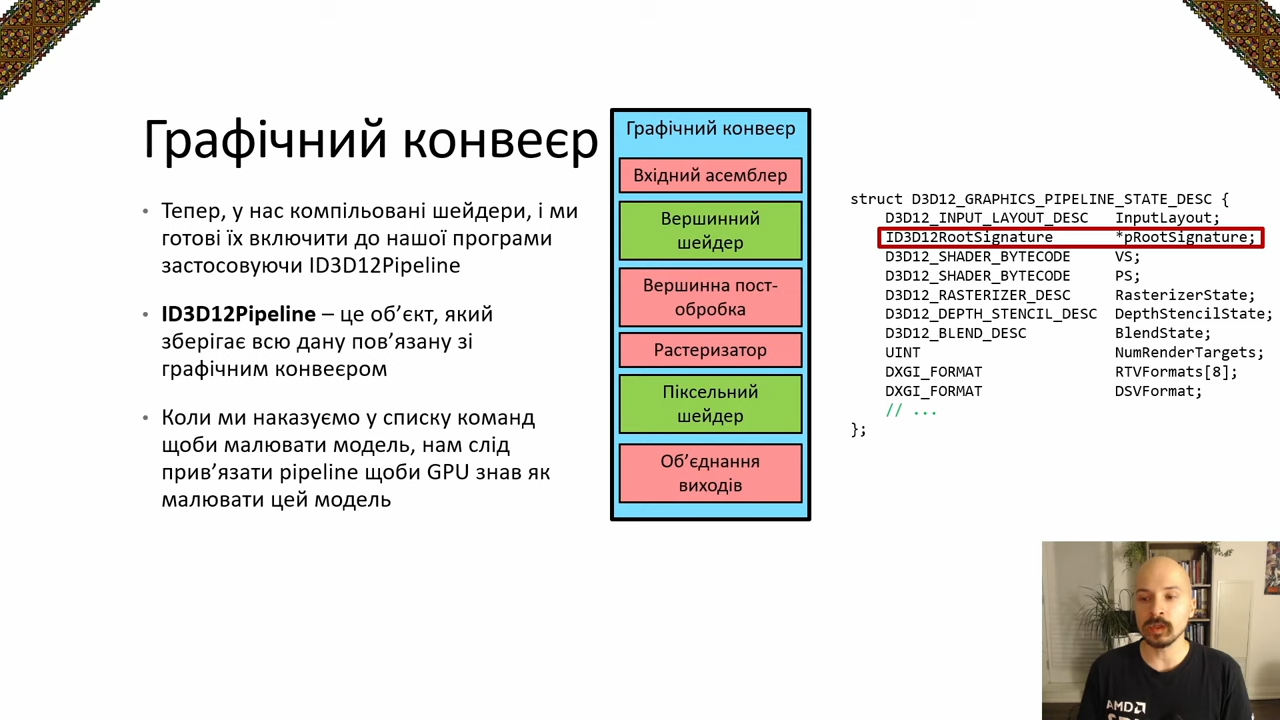 Графічний конвеєр
Тепер, у нас компільовані шейдери, і ми
готові їх включити до нашої програми
застосовуючи ID3D12Pipeline
ID3D12Pipeline – це об’єкт, який
зберігає всю дану пов’язану зі
графічним конвеєром
Коли ми наказуємо у списку команд
щоби малювати модель, нам слід
прив’язати pipeline щоби GPU знав як
малювати цей модель
Графічний конвеєр
Вхідний асемблер
Вершинний
шейдер
Вершинна пост-
обробка
Растеризатор
Піксельний
шейдер
Об’єднання
виходів
struct D3D12_GRAPHICS_PIPELINE_STATE_DESC {
D3D12_INPUT_LAYOUT_DESC InputLayout;
ID3D12RootSignature *pRootSignature;
D3D12_SHADER_BYTECODE VS;
D3D12_SHADER_BYTECODE PS;
D3D12_RASTERIZER_DESC RasterizerState;
D3D12_DEPTH_STENCIL_DESC DepthStencilState;
D3D12_BLEND_DESC BlendState;
UINT NumRenderTargets;
DXGI_FORMAT RTVFormats[8];
DXGI_FORMAT DSVFormat;
// ...
};
AMD